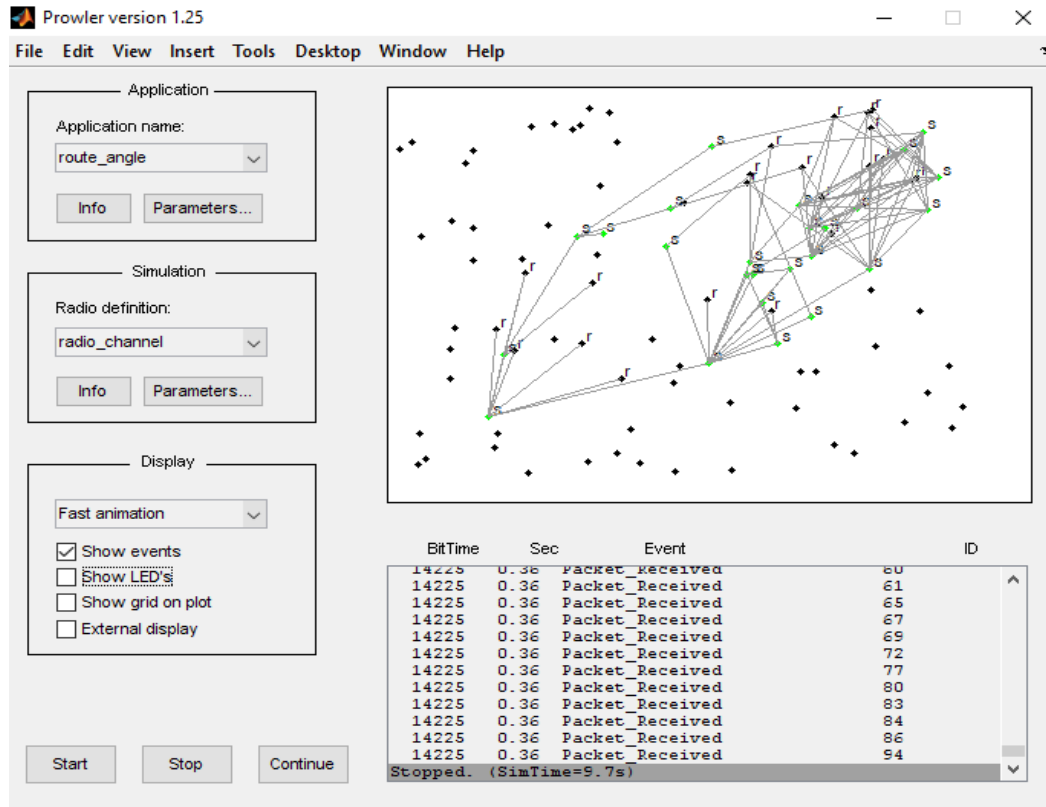 Prowler version 1.25
File Edit View Insert Tools Desktop Window Help
Application
Application name:
route_angle
Info Parameters...
Simulation
Radio definition:
radio_channel
Info Parameters...
Display
Fast animation
Show events
Show LED's
Show grid on plot
External display
Start Stop Continue
r r
s
s r
s
r
r
r
s
s
s
s
s
r
r
s
r
r
s
r
s
r
s
BitTime Sec Event ID
14225 0.36 Packet_Received 60
14225 0.36 Packet_Received 61
14225 0.36 Packet_Received 65
14225 0.36 Packet_Received 67
14225 0.36 Packet_Received 69
14225 0.36 Packet_Received 72
14225 0.36 Packet_Received 77
14225 0.36 Packet_Received 80
14225 0.36 Packet_Received 83
14225 0.36 Packet_Received 84
14225 0.36 Packet_Received 86
14225 0.36 Packet_Received 94
Stopped. (SimTime=9.7s)